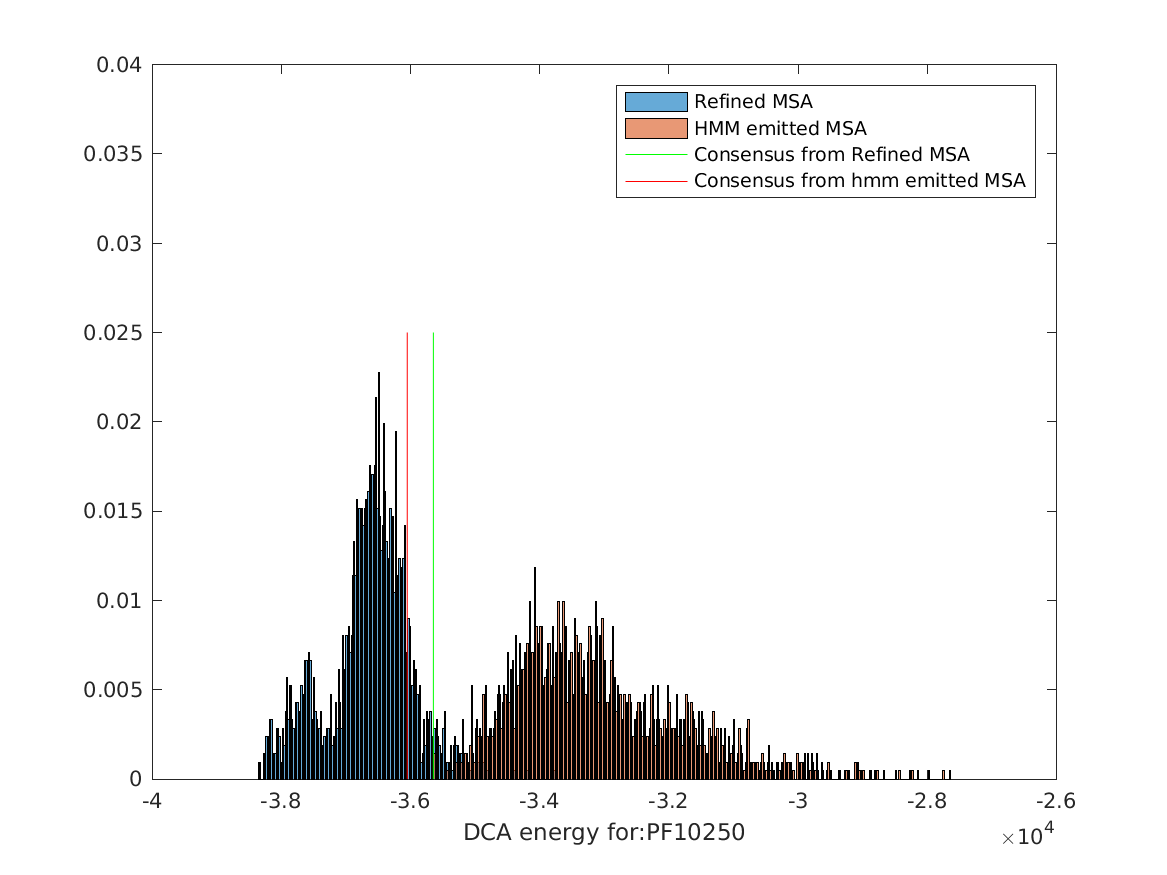 0.04
0.035
0.03
0.025
0.02
0.015
0.01
0.005
0
Refined MSA
HMM emitted MSA
Consensus from Refined MSA
Consensus from hmm emitted MSA
-4 -3.8 -3.6 -3.4 -3.2 -3 -2.8 -2.6
DCA energy for:PF10250
×10^4